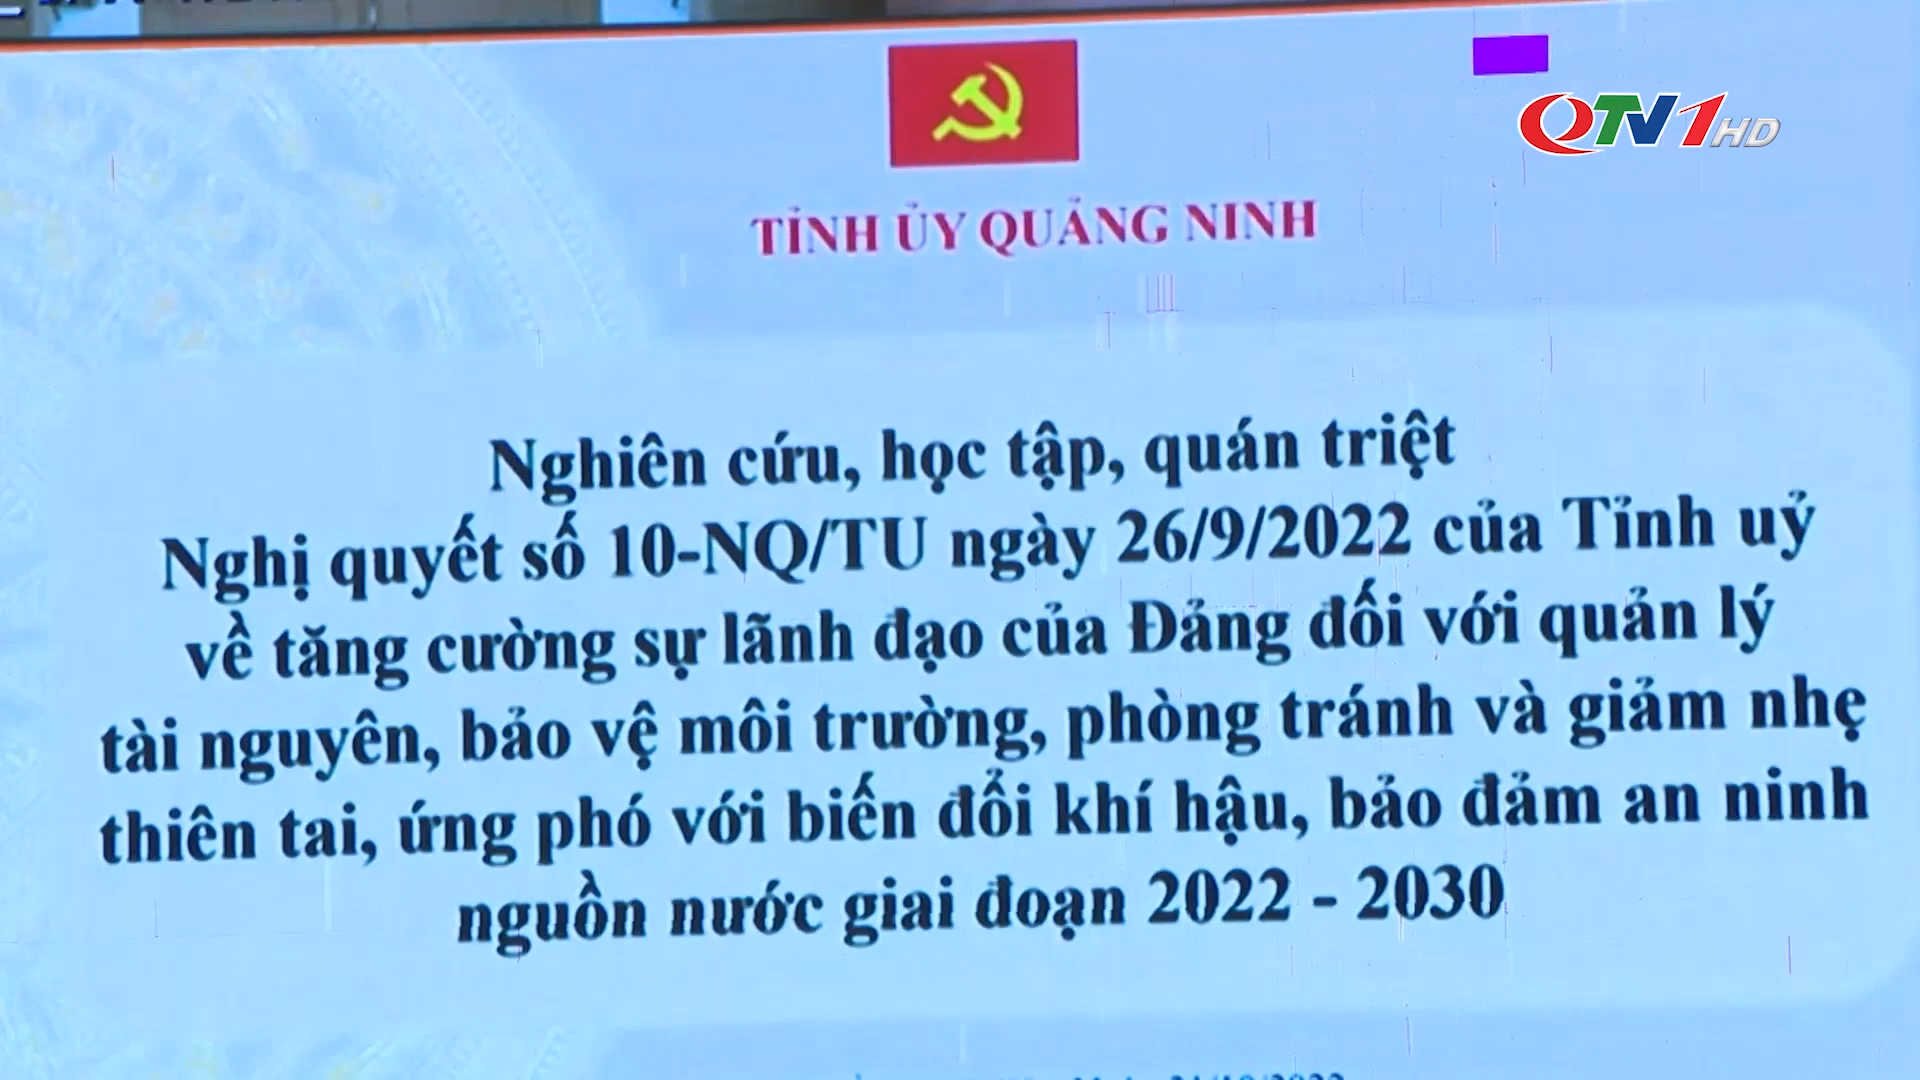 QTV1HD
TỈNH ỦY QUẢNG NINH
Nghiên cứu, học tập, quán triệt
Nghị quyết số 10-NQ/TU ngày 26/9/2022 của Tỉnh uỷ
về tăng cường sự lãnh đạo của Đảng đối với quản lý
tài nguyên, bảo vệ môi trường, phòng tránh và giảm nhẹ
thiên tai, ứng phó với biến đổi khí hậu, bảo đảm an ninh
nguồn nước giai đoạn 2022 - 2030